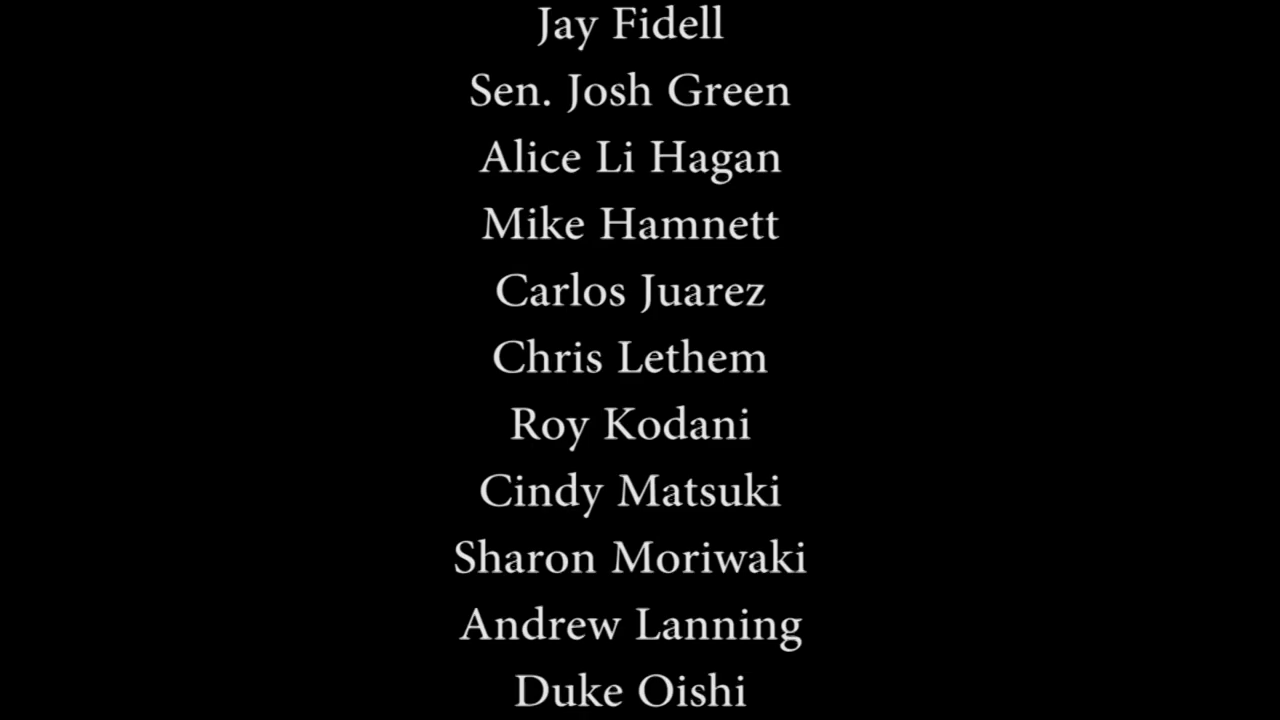 Jay Fidell
Sen. Josh Green
Alice Li Hagan
Mike Hamnett
Carlos Juarez
Chris Lethem
Roy Kodani
Cindy Matsuki
Sharon Moriwaki
Andrew Lanning
Duke Oishi